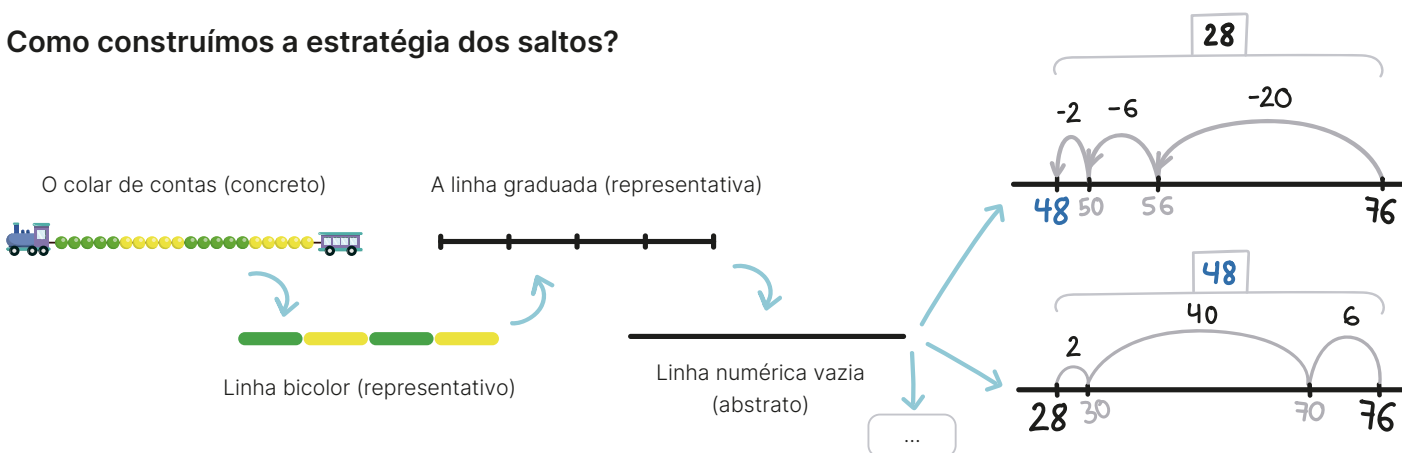 Como construímos a estratégia dos saltos?
O colar de contas (concreto)
Linha bicolor (representativo)
A linha graduada (representativa)
Linha numérica vazia
(abstrato)
...
28
-2 -6 -20
48 50 56 76
48
2 40 6
28 30 70 76